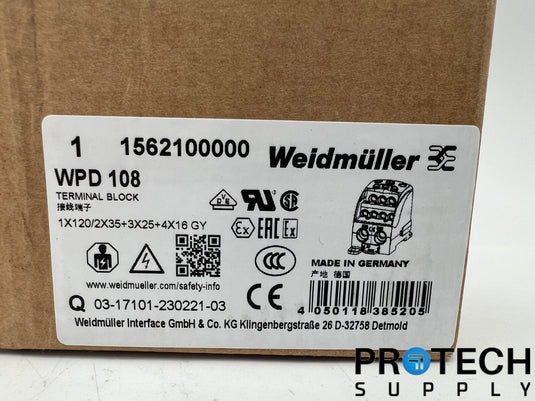 1 1562100000 Weidmüller
WPD 108
TERMINAL BLOCK
接线端子
1X120/2X35+3X25+4X16 GY
MADE IN GERMANY
产地 德国
www.weidmueller.com/safety-info
Q 03-17101-230221-03
4 050118 385205
Weidmüller Interface GmbH & Co. KG Klingenbergstraße 26 D-32758 Detmold
PROTECH
SUPPLY